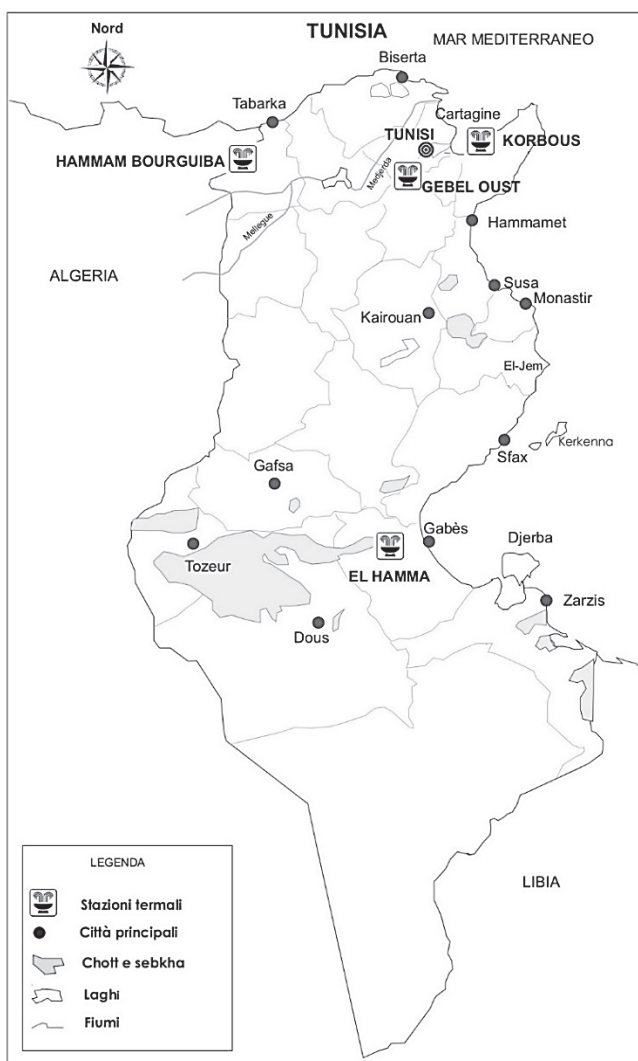 Nord
TUNISIA
MAR MEDITERRANEO
Biserta
Tabarka
Cartagine
TUNISI
KORBOUS
HAMMAM BOURGUIBA
Medjerda
GEBEL OUST
Mellegue
Hammamet
ALGERIA
Susa
Monastir
Kairouan
El-Jem
Sfax
Kerkenna
Gafsa
Gabès
Djerba
Tozeur
EL HAMMA
Zarzis
Dous
LEGENDA
Stazioni termali
Città principali
Chott e sebkha
Laghi
Fiumi
LIBIA